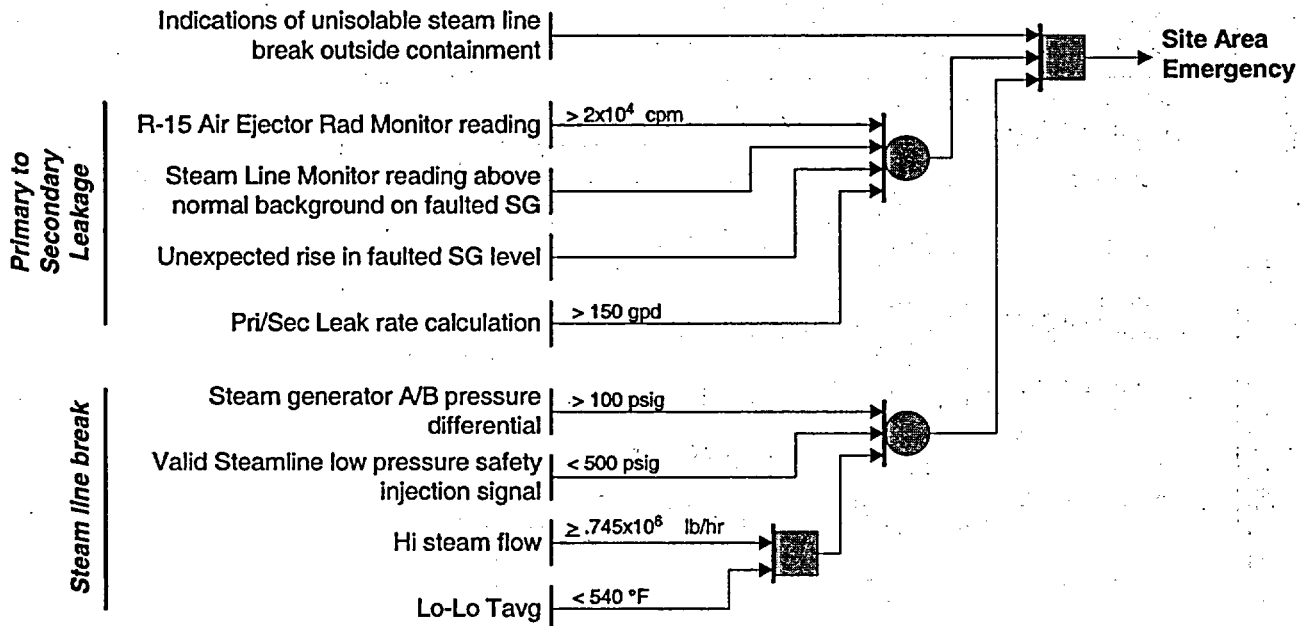 Indications of unisolable steam line
break outside containment
Site Area
Emergency
Primary to
Secondary
Leakage
R-15 Air Ejector Rad Monitor reading
> 2x10⁴ cpm
Steam Line Monitor reading above
normal background on faulted SG
Unexpected rise in faulted SG level
Pri/Sec Leak rate calculation
> 150 gpd
Steam line break
Steam generator A/B pressure
differential
> 100 psig
Valid Steamline low pressure safety
injection signal
< 500 psig
Hi steam flow
≥ .745x10⁶ lb/hr
Lo-Lo Tavg
< 540 °F